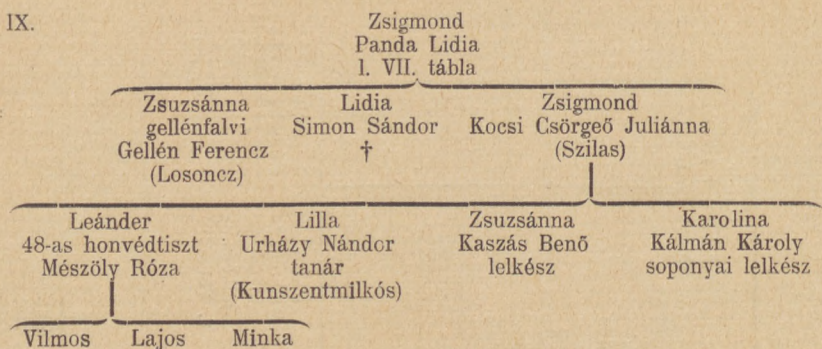 IX.
Zsigmond
Panda Lidia
l. VII. tábla
Zsuzsánna
gellénfalvi
Gellén Ferencz
(Losoncz)
Lidia
Simon Sándor
†
Zsigmond
Kocsi Csörgeő Juliánna
(Szilas)
Leánder
48-as honvédtiszt
Mészöly Róza
Lilla
Urházy Nándor
tanár
(Kunszentmilkós)
Zsuzsánna
Kaszás Benő
lelkész
Karolina
Kálmán Károly
soponyai lelkész
Vilmos Lajos Minka